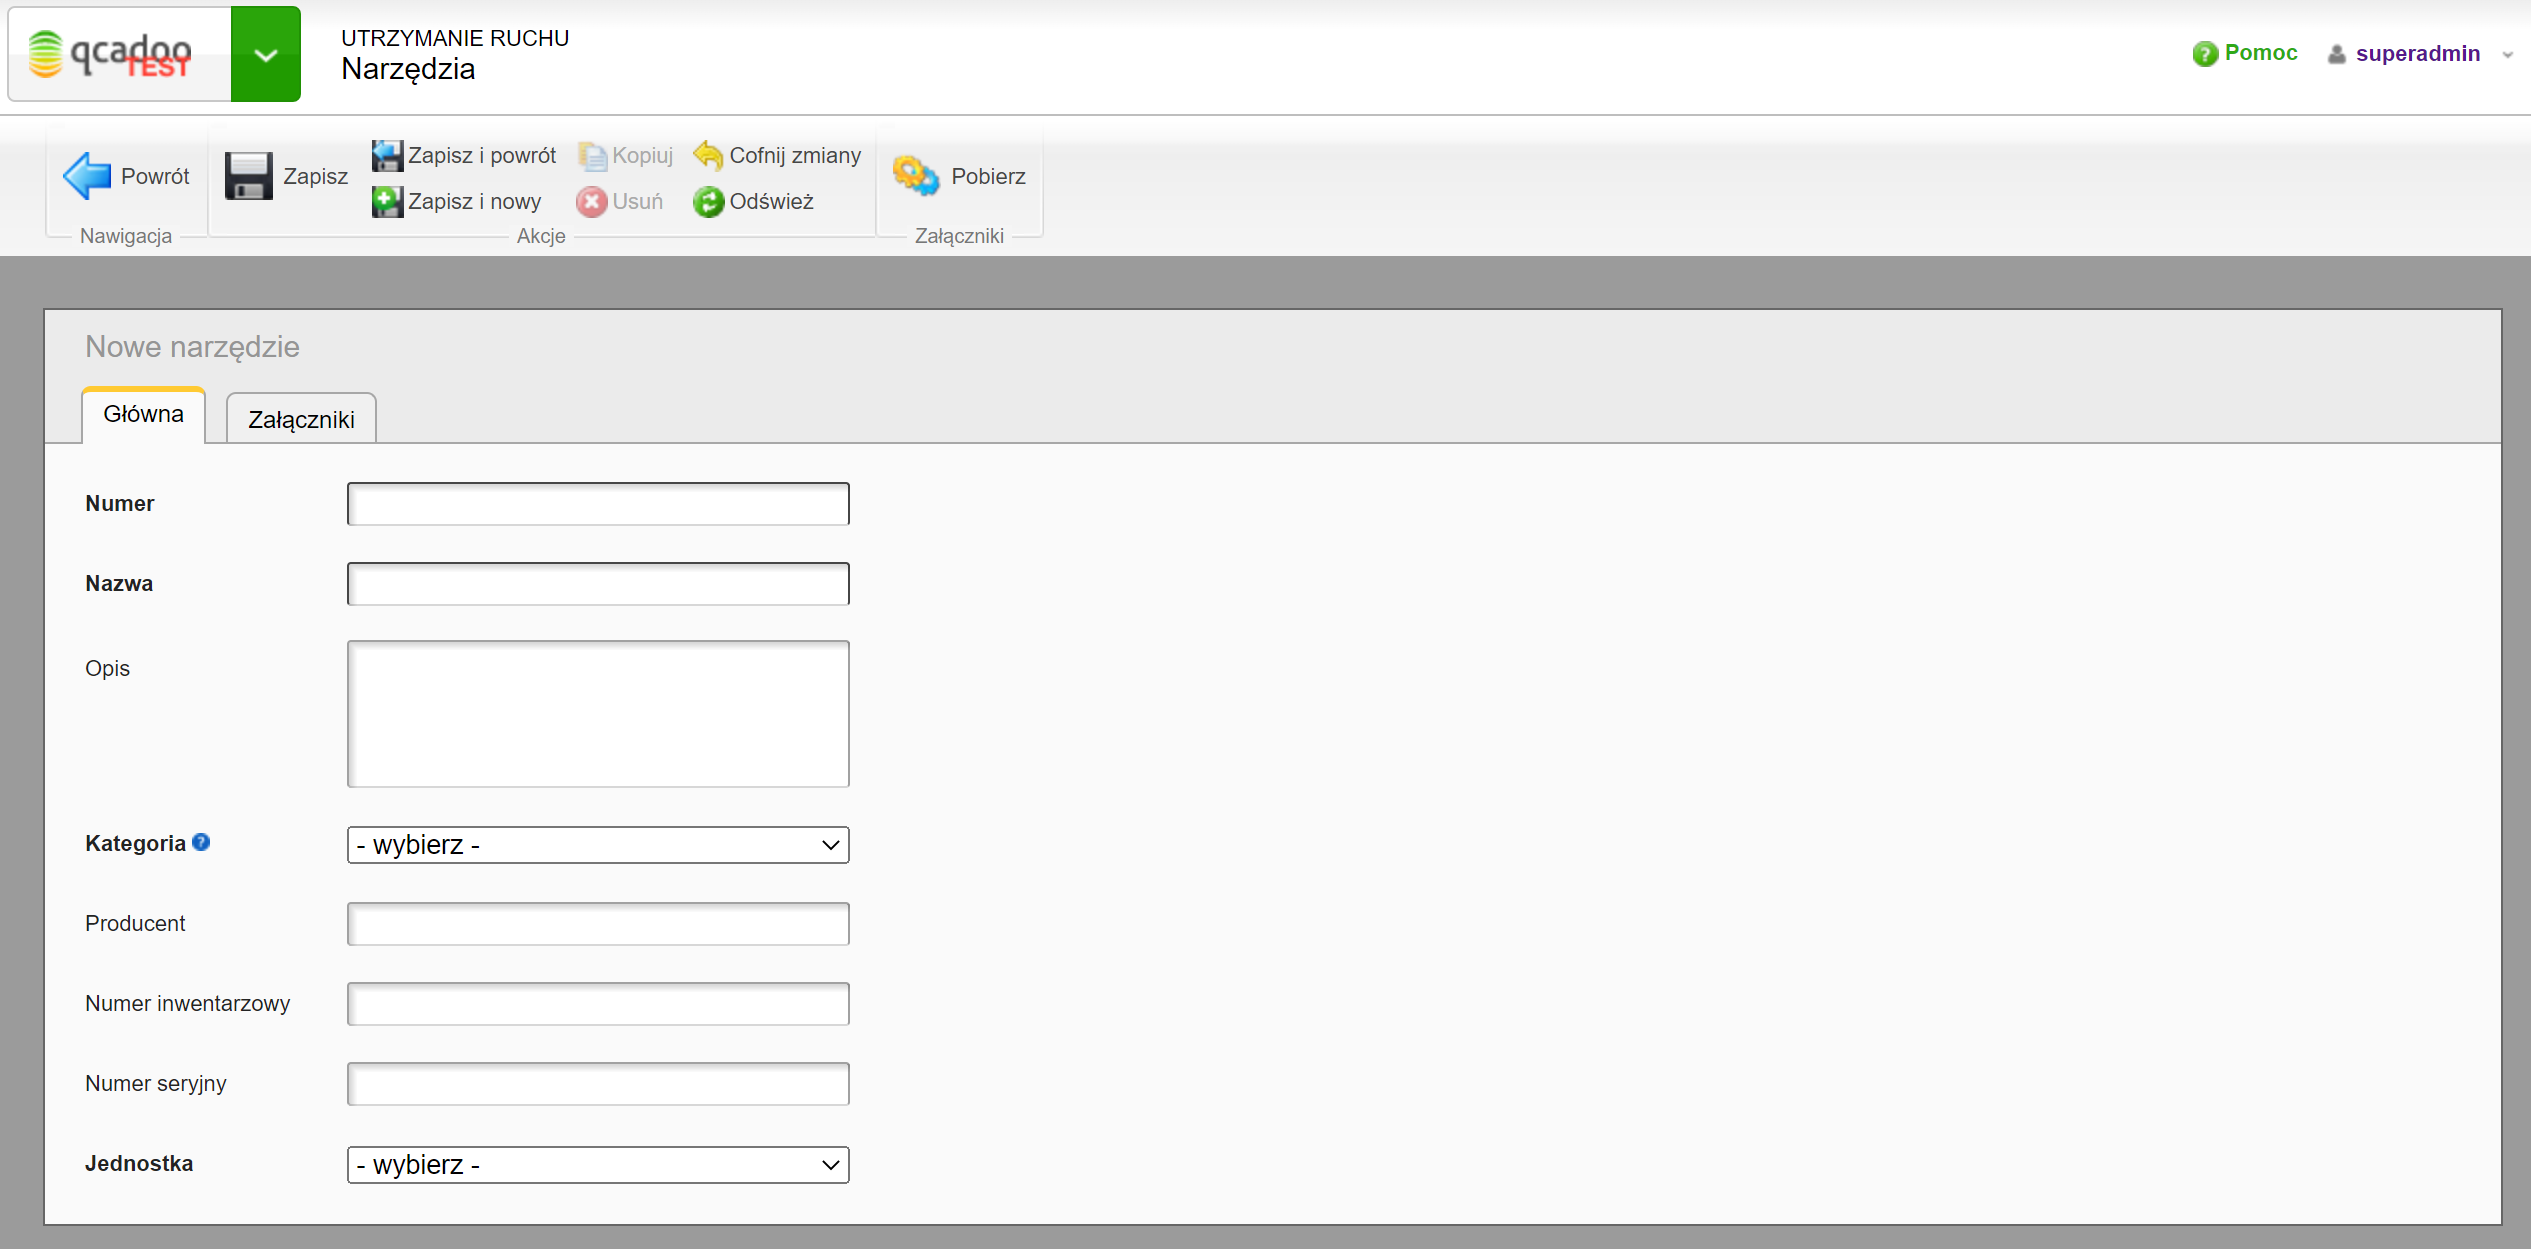 qcadoo
TEST
UTRZYMANIE RUCHU
Narzędzia
Pomoc
superadmin
Powrót
Nawigacja
Zapisz
Zapisz i powrót
Kopiuj
Cofnij zmiany
Zapisz i nowy
Usuń
Odśwież
Akcje
Pobierz
Załączniki
Nowe narzędzie
Główna
Załączniki
Numer
Nazwa
Opis
Kategoria
- wybierz -
Producent
Numer inwentarzowy
Numer seryjny
Jednostka
- wybierz -